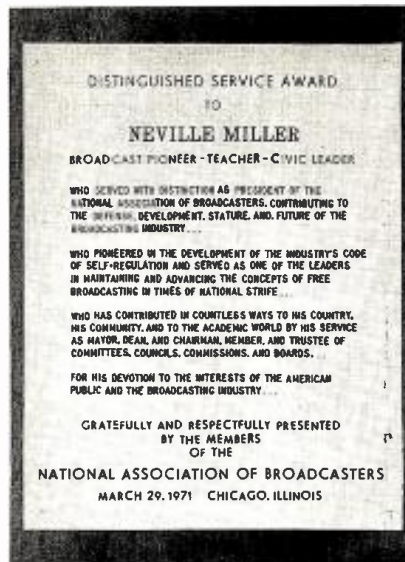 DISTINGUISHED SERVICE AWARD
TO
NEVILLE MILLER
BROADCAST PIONEER - TEACHER - CIVIC LEADER
WHO SERVED WITH DISTINCTION AS PRESIDENT OF THE
NATIONAL ASSOCIATION OF BROADCASTERS, CONTRIBUTING TO
THE DEFENSE, DEVELOPMENT, STATURE, AND, FUTURE OF THE
BROADCASTING INDUSTRY...
WHO PIONEERED IN THE DEVELOPMENT OF THE INDUSTRY'S CODE
OF SELF-REGULATION AND SERVED AS ONE OF THE LEADERS
IN MAINTAINING AND ADVANCING THE CONCEPTS OF FREE
BROADCASTING IN TIMES OF NATIONAL STRIFE...
WHO HAS CONTRIBUTED IN COUNTLESS WAYS TO HIS COUNTRY,
HIS COMMUNITY, AND TO THE ACADEMIC WORLD BY HIS SERVICE
AS MAYOR, DEAN, AND CHAIRMAN, MEMBER, AND TRUSTEE OF
COMMITTEES, COUNCILS, COMMISSIONS, AND BOARDS...
FOR HIS DEVOTION TO THE INTERESTS OF THE AMERICAN
PUBLIC AND THE BROADCASTING INDUSTRY...
GRATEFULLY AND RESPECTFULLY PRESENTED
BY THE MEMBERS
OF THE
NATIONAL ASSOCIATION OF BROADCASTERS
MARCH 29, 1971 CHICAGO, ILLINOIS